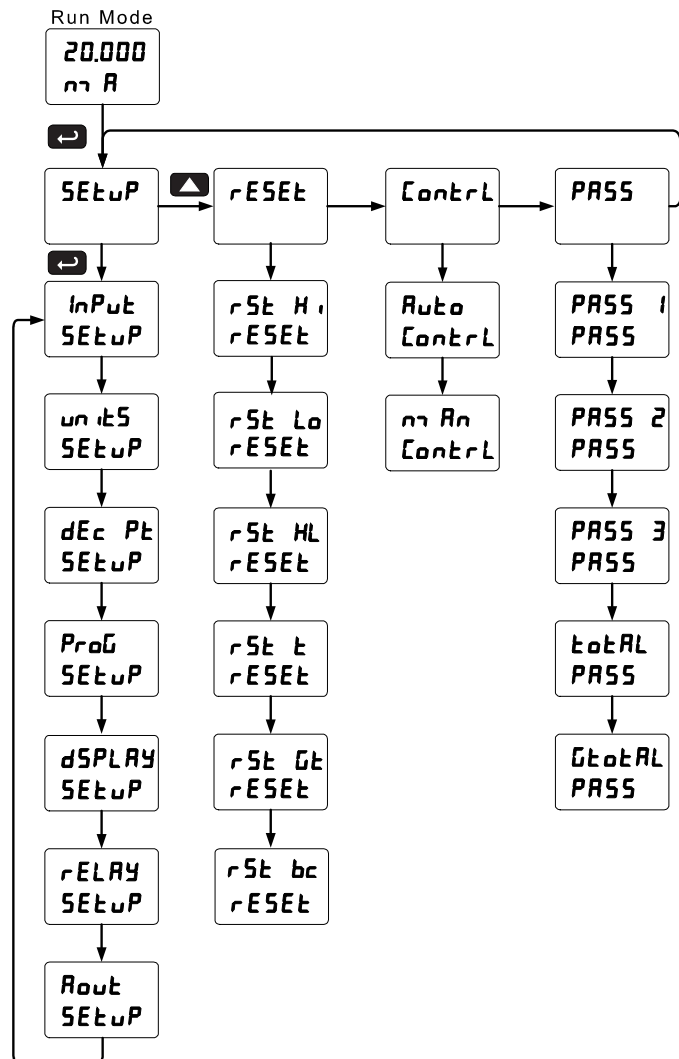 Run Mode
20.000
mA
SEtuP
rESEt
ContrL
PASS
InPut
SEtuP
rSt Hi
rESEt
Auto
ContrL
PASS 1
PASS
unitS
SEtuP
rSt Lo
rESEt
mAn
ContrL
PASS 2
PASS
dEc Pt
SEtuP
rSt HL
rESEt
PASS 3
PASS
ProG
SEtuP
rSt t
rESEt
totAL
PASS
dSPLAY
SEtuP
rSt Gt
rESEt
GtotAL
PASS
rELAY
SEtuP
rSt bc
rESEt
Aout
SEtuP